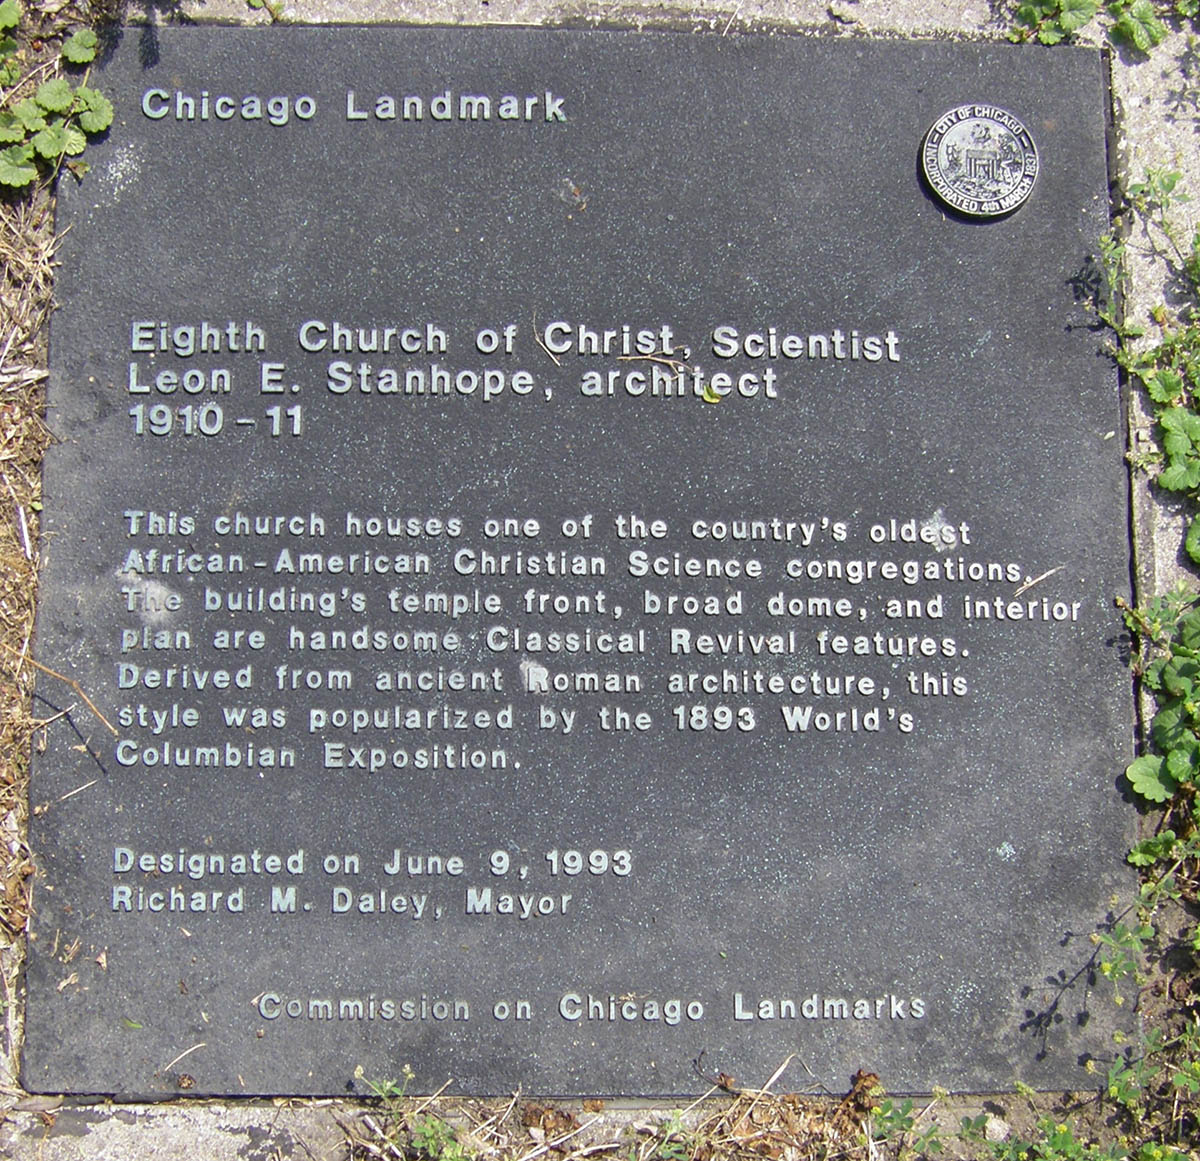 Chicago Landmark
CITY OF CHICAGO
INCORPORATED 4th MARCH 1837
Eighth Church of Christ, Scientist
Leon E. Stanhope, architect
1910-11
This church houses one of the country's oldest
African-American Christian Science congregations.
The building's temple front, broad dome, and interior
plan are handsome Classical Revival features.
Derived from ancient Roman architecture, this
style was popularized by the 1893 World's
Columbian Exposition.
Designated on June 9, 1993
Richard M. Daley, Mayor
Commission on Chicago Landmarks